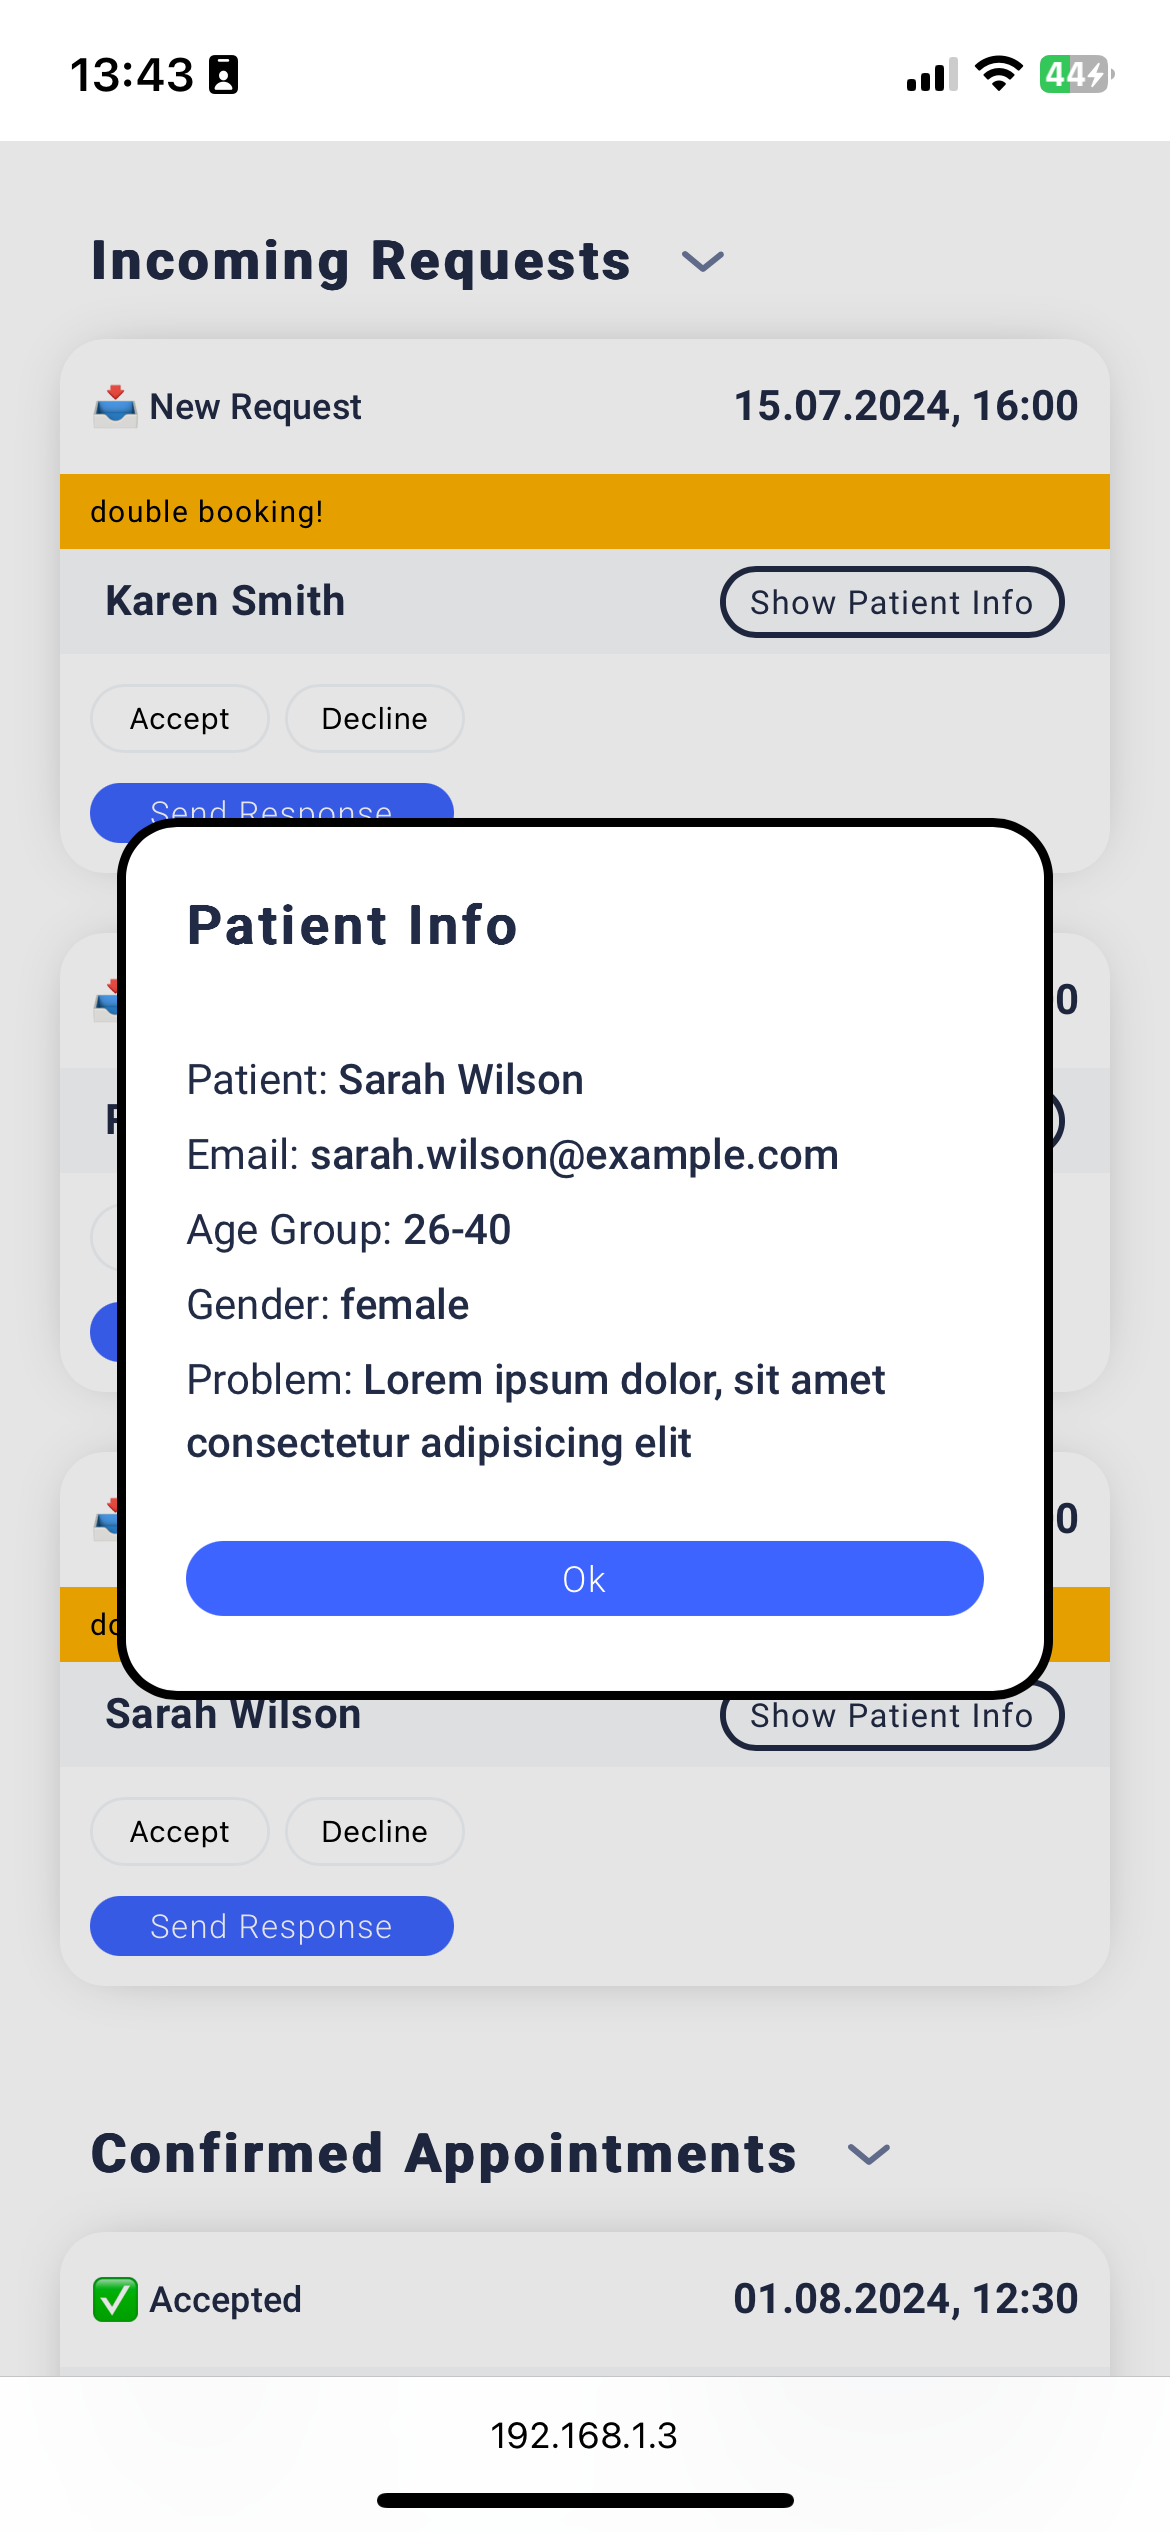 13:43
44
Incoming Requests
New Request 15.07.2024, 16:00
double booking!
Karen Smith Show Patient Info
Accept Decline
Send Response
Patient Info
0
Patient: Sarah Wilson
Email: sarah.wilson@example.com
Age Group: 26-40
Gender: female
Problem: Lorem ipsum dolor, sit amet
consectetur adipisicing elit
0
Ok
Sarah Wilson Show Patient Info
Accept Decline
Send Response
Confirmed Appointments
Accepted 01.08.2024, 12:30
192.168.1.3